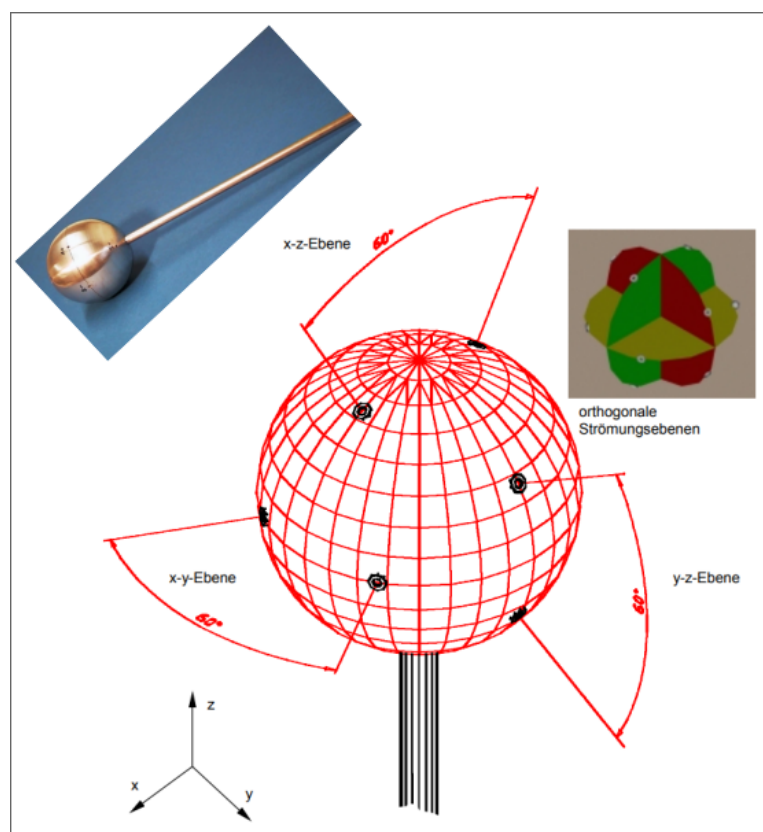 x-z-Ebene
60°
orthogonale
Strömungsebenen
x-y-Ebene
60°
y-z-Ebene
60°
z
x
y